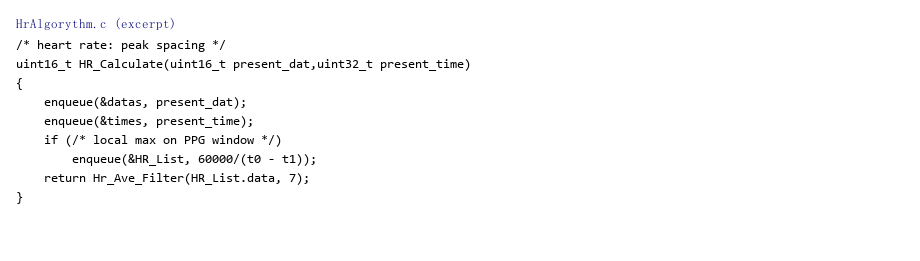 HrAlgorythm.c (excerpt)
/* heart rate: peak spacing */
uint16_t HR_Calculate(uint16_t present_dat,uint32_t present_time)
{
    enqueue(&datas, present_dat);
    enqueue(&times, present_time);
    if (/* local max on PPG window */)
        enqueue(&HR_List, 60000/(t0 - t1));
    return Hr_Ave_Filter(HR_List.data, 7);
}